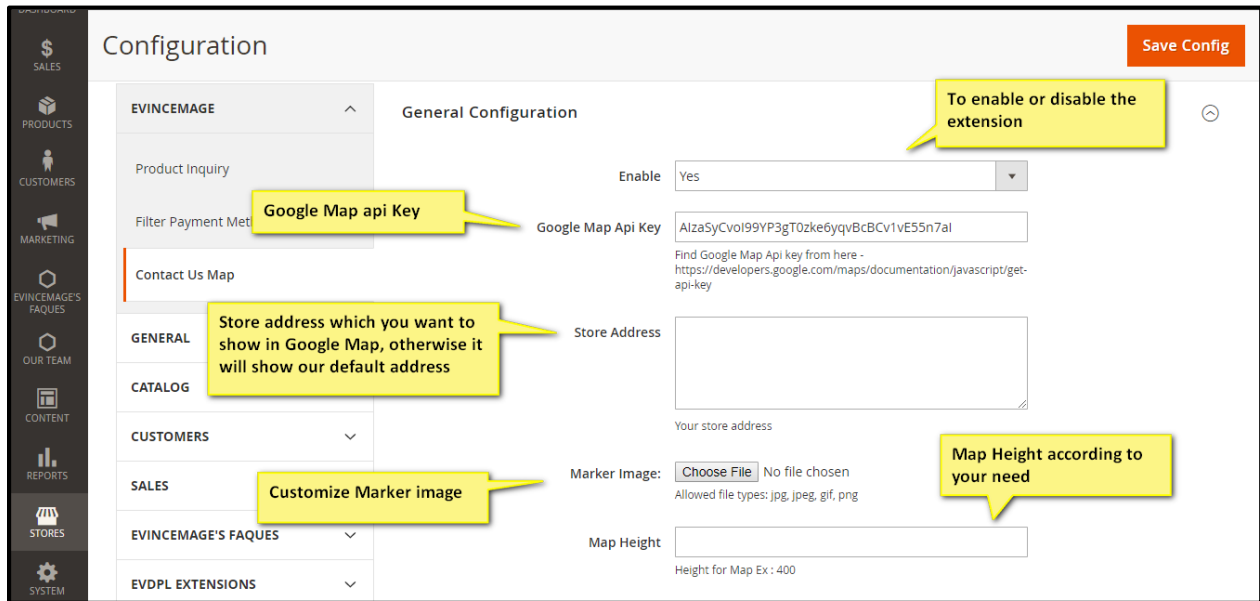 DASHBOARD
Configuration
Save Config
SALES
PRODUCTS
CUSTOMERS
MARKETING
EVINCEMAGE'S
FAQUES
OUR TEAM
CONTENT
REPORTS
STORES
SYSTEM
EVINCEMAGE
Product Inquiry
Filter Payment Met
Contact Us Map
GENERAL
CATALOG
CUSTOMERS
SALES
EVINCEMAGE'S FAQUES
EVDPL EXTENSIONS
General Configuration
To enable or disable the
extension
Enable
Yes
Google Map api Key
Google Map Api Key
AIzaSyCvoI99YP3gT0zke6yqvBcBCv1vE55n7aI
Find Google Map Api key from here -
https://developers.google.com/maps/documentation/javascript/get-
api-key
Store address which you want to
show in Google Map, otherwise it
will show our default address
Store Address
Your store address
Customize Marker image
Marker Image:
Choose File No file chosen
Allowed file types: jpg, jpeg, gif, png
Map Height according to
your need
Map Height
Height for Map Ex : 400